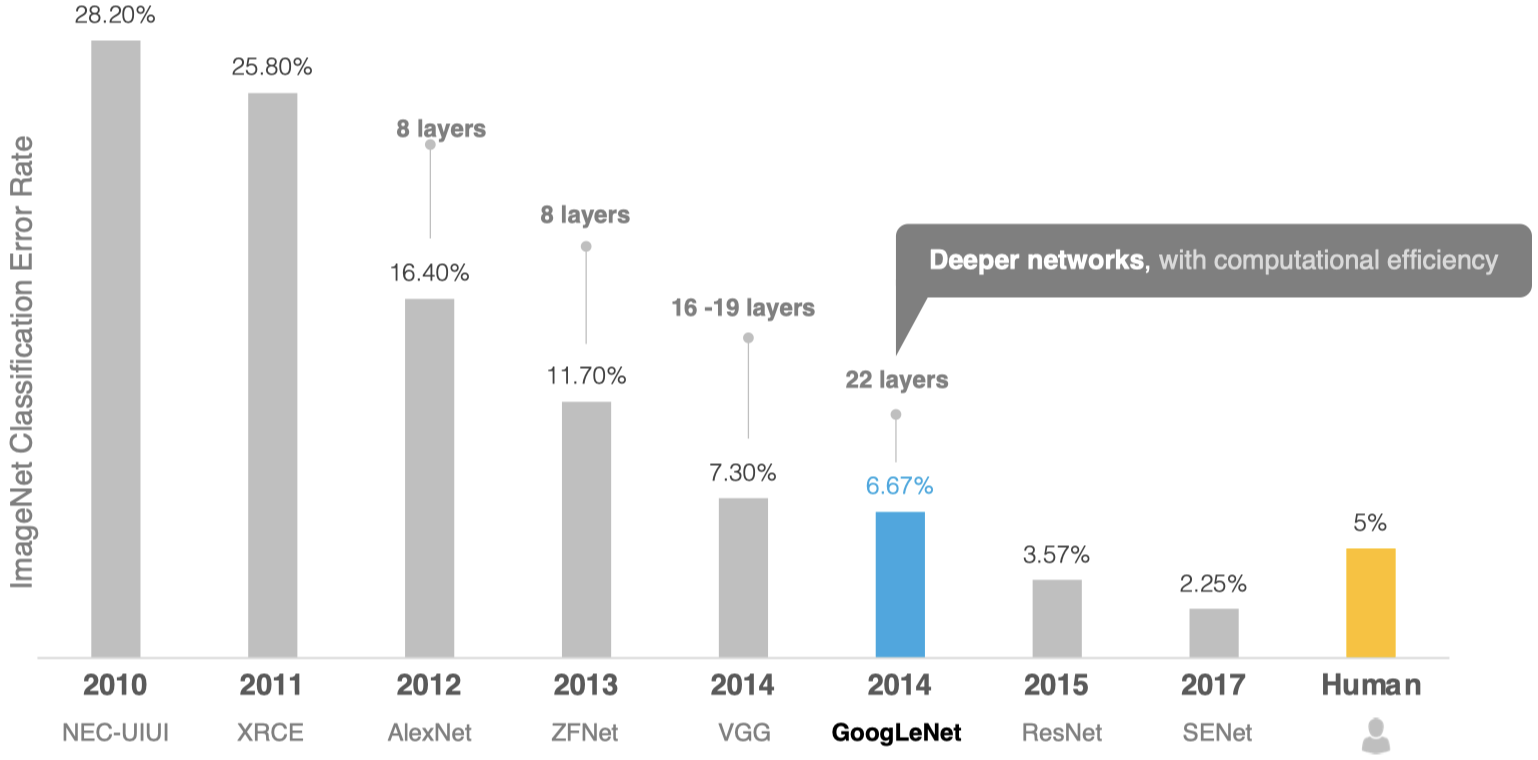 28.20%
25.80%
8 layers
8 layers
16.40%
Deeper networks, with computational efficiency
16 -19 layers
11.70%
22 layers
7.30%
6.67%
5%
3.57%
2.25%
ImageNet Classification Error Rate
2010 2011 2012 2013 2014 2014 2015 2017 Human
NEC-UIUI XRCE AlexNet ZFNet VGG GoogLeNet ResNet SENet